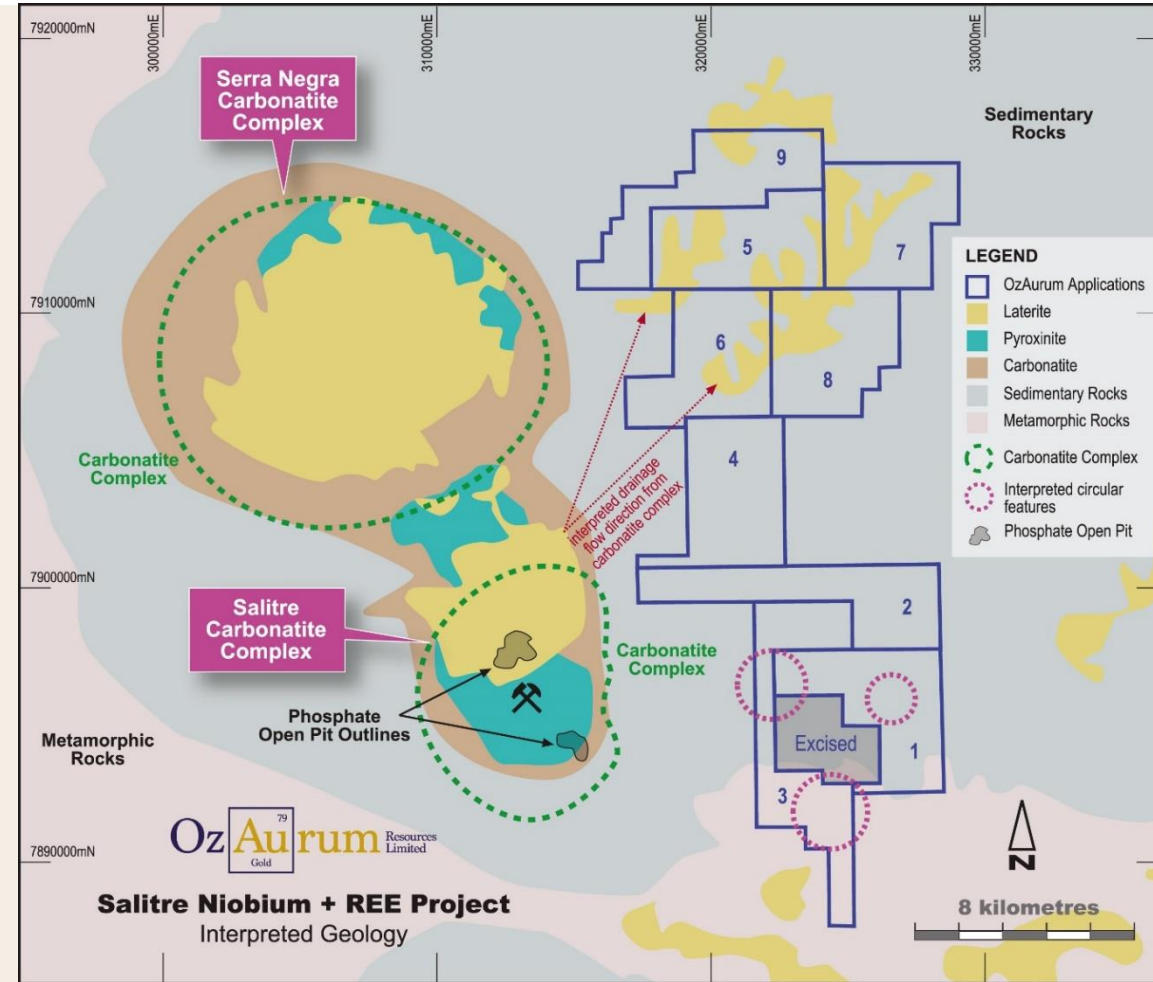 7920000mN
300000mE
310000mE
320000mE
330000mE
Serra Negra
Carbonatite
Complex
Sedimentary
Rocks
9
5
7
LEGEND
OzAurum Applications
Laterite
Pyroxinite
Carbonatite
Sedimentary Rocks
Metamorphic Rocks
Carbonatite Complex
Interpreted circular
features
Phosphate Open Pit
7910000mN
6
8
Carbonatite
Complex
4
interpreted drainage
flow direction from
carbonatite complex
7900000mN
Salitre
Carbonatite
Complex
2
Carbonatite
Complex
Phosphate
Open Pit Outlines
Metamorphic
Rocks
Excised
1
3
79
OzAurum Resources
Gold Limited
7890000mN
N
Salitre Niobium + REE Project
Interpreted Geology
8 kilometres